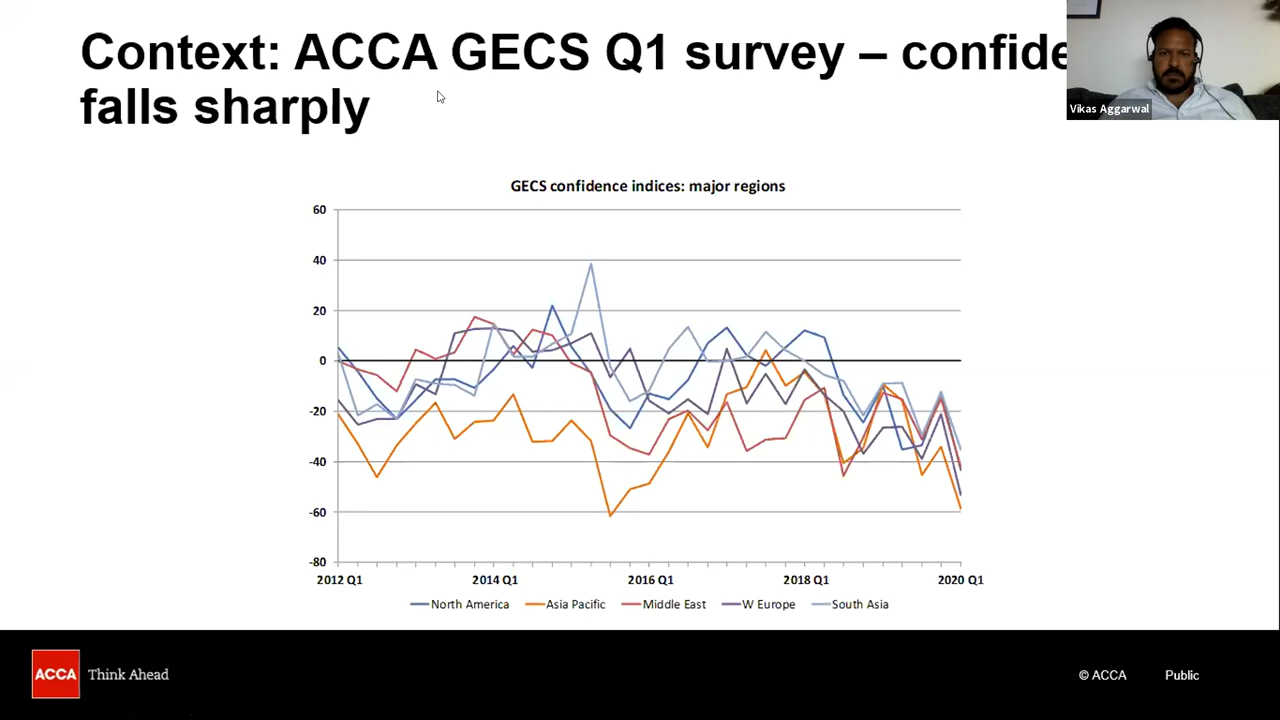 Context: ACCA GECS Q1 survey – confide
falls sharply
Vikas Aggarwal
GECS confidence indices: major regions
60
40
20
0
-20
-40
-60
-80
2012 Q1 2014 Q1 2016 Q1 2018 Q1 2020 Q1
North America Asia Pacific Middle East W Europe South Asia
ACCA Think Ahead © ACCA Public